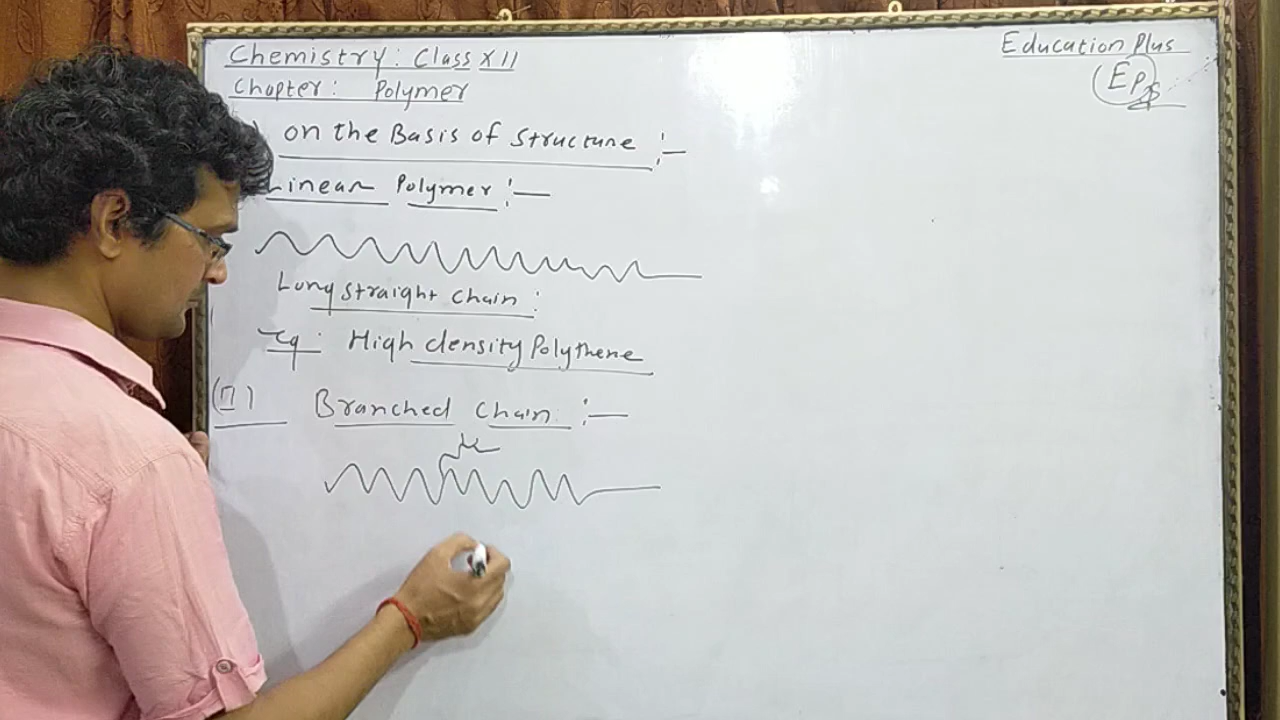 Chemistry: Class XII
Chapter: Polymer
Education Plus
EP
) on the Basis of Structure :-
Linear Polymer :-
Long straight chain :
Eg: High density Polythene
(II) Branched Chain :-